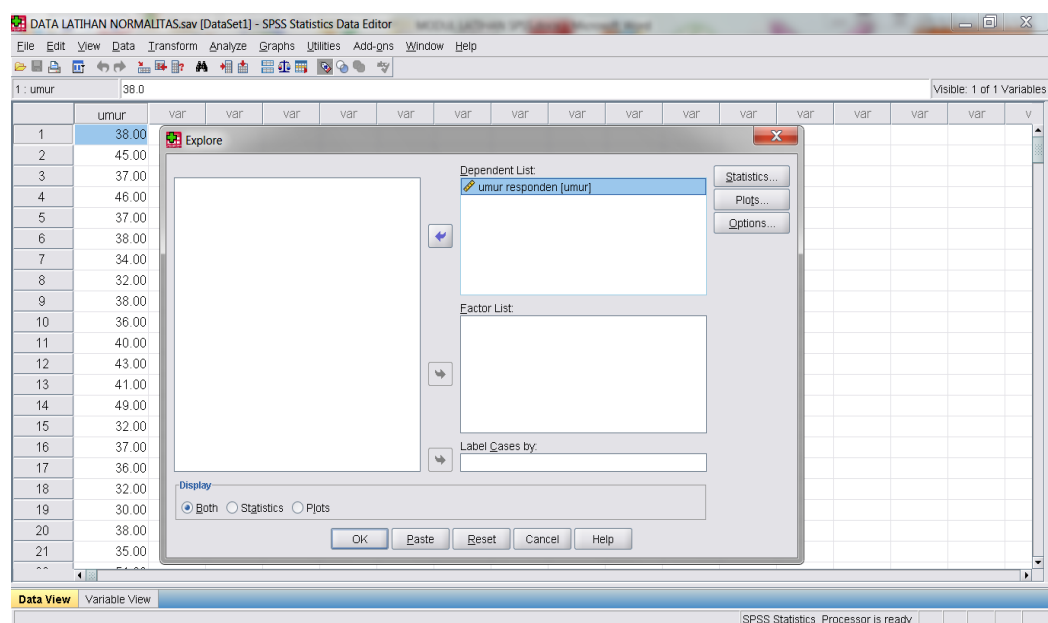 DATA LATIHAN NORMALITAS.sav [DataSet1] - SPSS Statistics Data Editor
File Edit View Data Transform Analyze Graphs Utilities Add-ons Window Help
1 : umur 38.0 Visible: 1 of 1 Variables
umur var var var var var var var var var var var var var var var v
1 38.00
2 45.00
3 37.00
4 46.00
5 37.00
6 38.00
7 34.00
8 32.00
9 38.00
10 36.00
11 40.00
12 43.00
13 41.00
14 49.00
15 32.00
16 37.00
17 36.00
18 32.00
19 30.00
20 38.00
21 35.00
Explore
Dependent List:
umur responden [umur]
Statistics...
Plots...
Options...
Factor List:
Label Cases by:
Display
Both Statistics Plots
OK Paste Reset Cancel Help
Data View Variable View
SPSS Statistics Processor is ready